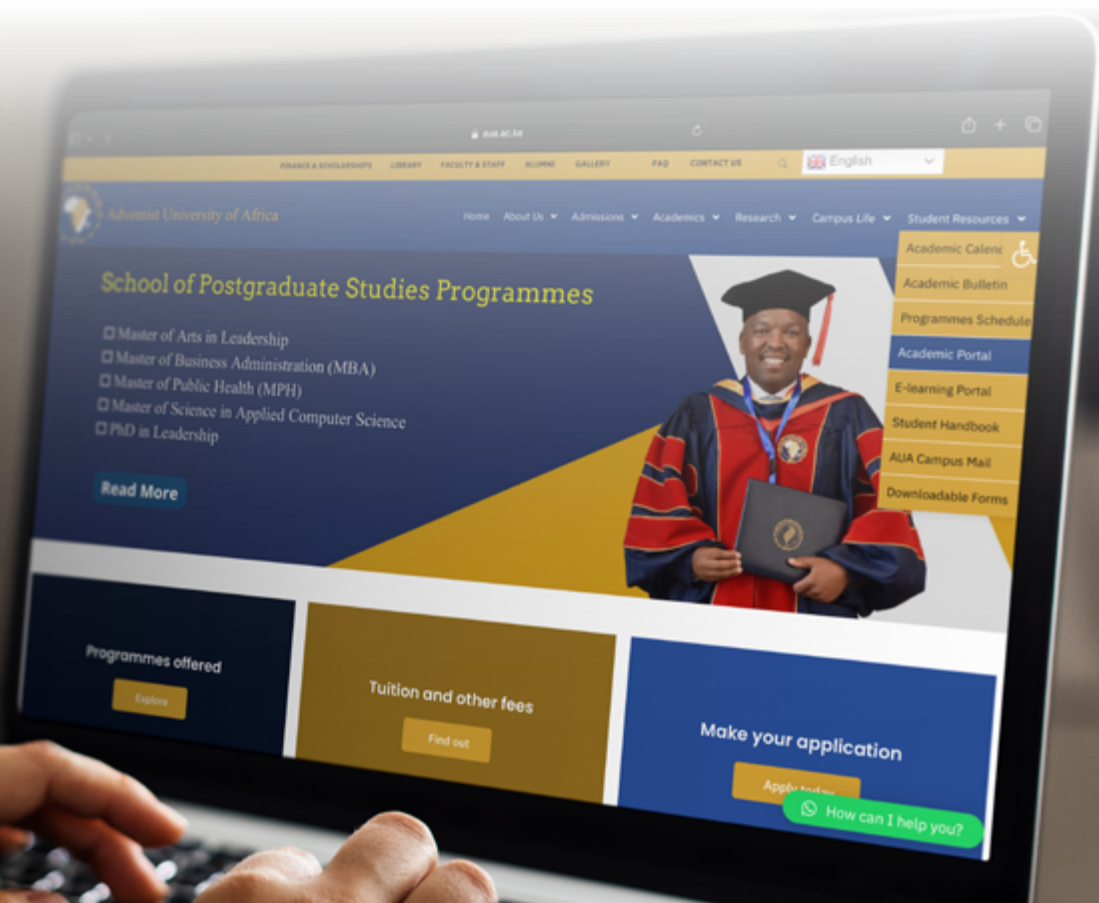 aua.ac.ke
FINANCE & SCHOLARSHIPS LIBRARY FACULTY & STAFF ALUMNI GALLERY FAQ CONTACT US English
Adventist University of Africa
Home About Us Admissions Academics Research Campus Life Student Resources
Academic Calend
Academic Bulletin
Programmes Schedule
Academic Portal
E-learning Portal
Student Handbook
AUA Campus Mail
Downloadable Forms
School of Postgraduate Studies Programmes
Master of Arts in Leadership
Master of Business Administration (MBA)
Master of Public Health (MPH)
Master of Science in Applied Computer Science
PhD in Leadership
Read More
Programmes offered
Explore
Tuition and other fees
Find out
Make your application
Apply today
How can I help you?